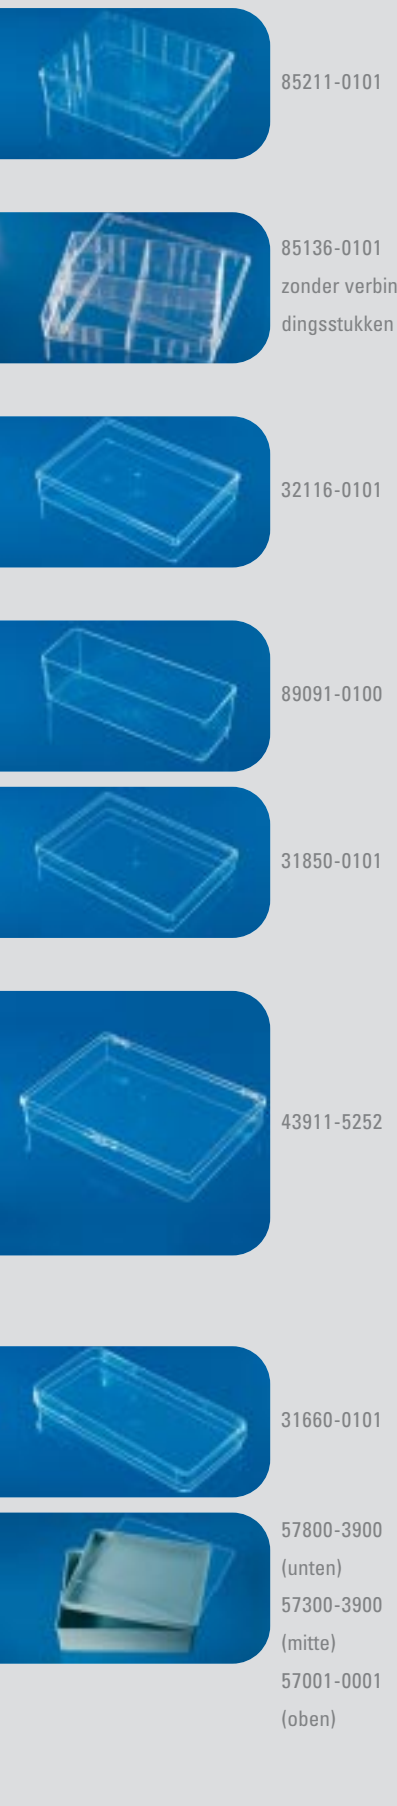 85211-0101
85136-0101
zonder verbin
dingsstukken
32116-0101
89091-0100
31850-0101
43911-5252
31660-0101
57800-3900
(unten)
57300-3900
(mitte)
57001-0001
(oben)